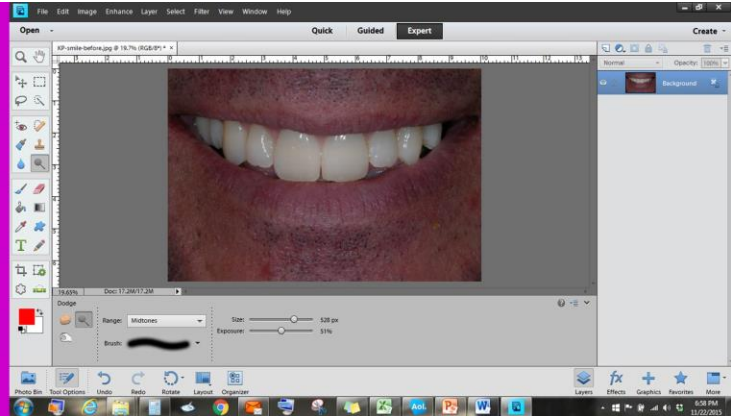 File Edit Image Enhance Layer Select Filter View Window Help
Open Quick Guided Expert Create
KP-smile-before.jpg @ 19.7% (RGB/8*) * ×
Normal Opacity: 100%
Background
19.65% Doc: 17.2M/17.2M
Dodge
Range: Midtones Size: 528 px
Exposure: 51%
Brush:
Photo Bin Tool Options Undo Redo Rotate Layout Organizer Layers Effects Graphics Favorites More
Aol. 6:58 PM
11/22/2015